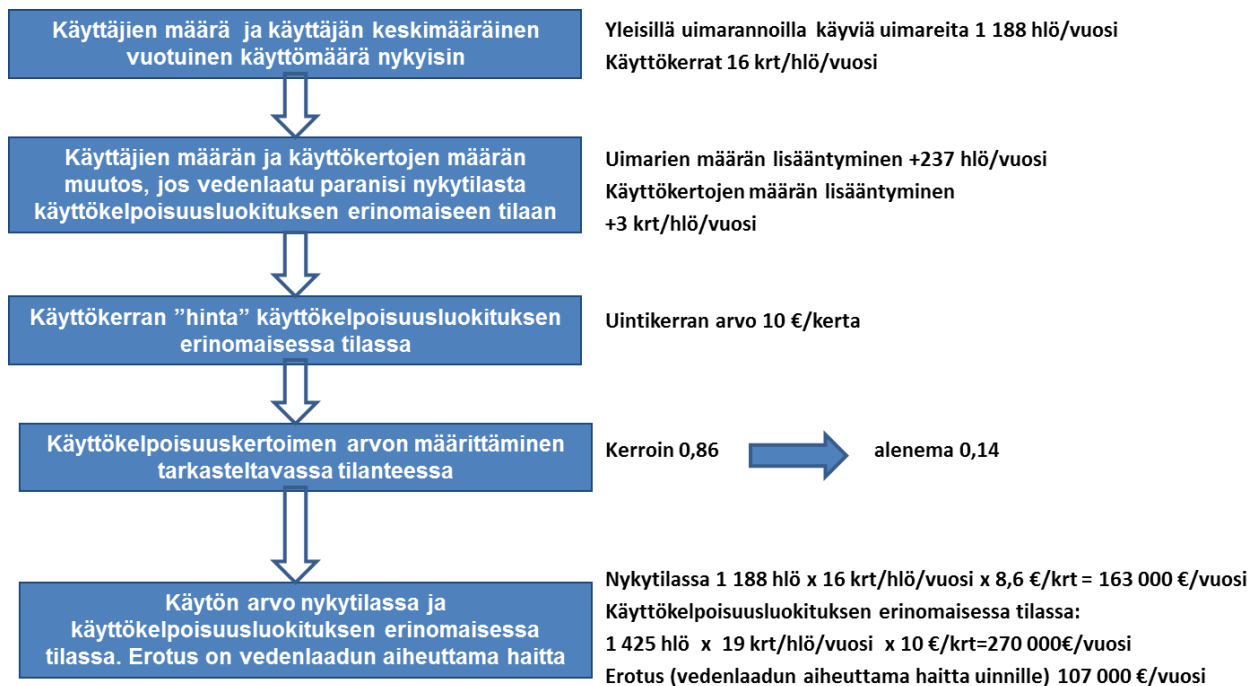 Käyttäjien määrä ja käyttäjän keskimääräinen
vuotuinen käyttömäärä nykyisin
Yleisillä uimarannoilla käyviä uimareita 1 188 hlö/vuosi
Käyttökerrat 16 krt/hlö/vuosi
Käyttäjien määrän ja käyttökertojen määrän
muutos, jos vedenlaatu paranisi nykytilasta
käyttökelpoisuusluokituksen erinomaiseen tilaan
Uimarien määrän lisääntyminen +237 hlö/vuosi
Käyttökertojen määrän lisääntyminen
+3 krt/hlö/vuosi
Käyttökerran ”hinta” käyttökelpoisuusluokituksen
erinomaisessa tilassa
Uintikerran arvo 10 €/kerta
Käyttökelpoisuuskertoimen arvon määrittäminen
tarkasteltavassa tilanteessa
Kerroin 0,86
alenema 0,14
Käytön arvo nykytilassa ja
käyttökelpoisuusluokituksen erinomaisessa
tilassa. Erotus on vedenlaadun aiheuttama haitta
Nykytilassa 1 188 hlö x 16 krt/hlö/vuosi x 8,6 €/krt = 163 000 €/vuosi
Käyttökelpoisuusluokituksen erinomaisessa tilassa:
1 425 hlö x 19 krt/hlö/vuosi x 10 €/krt=270 000€/vuosi
Erotus (vedenlaadun aiheuttama haitta uinnille) 107 000 €/vuosi